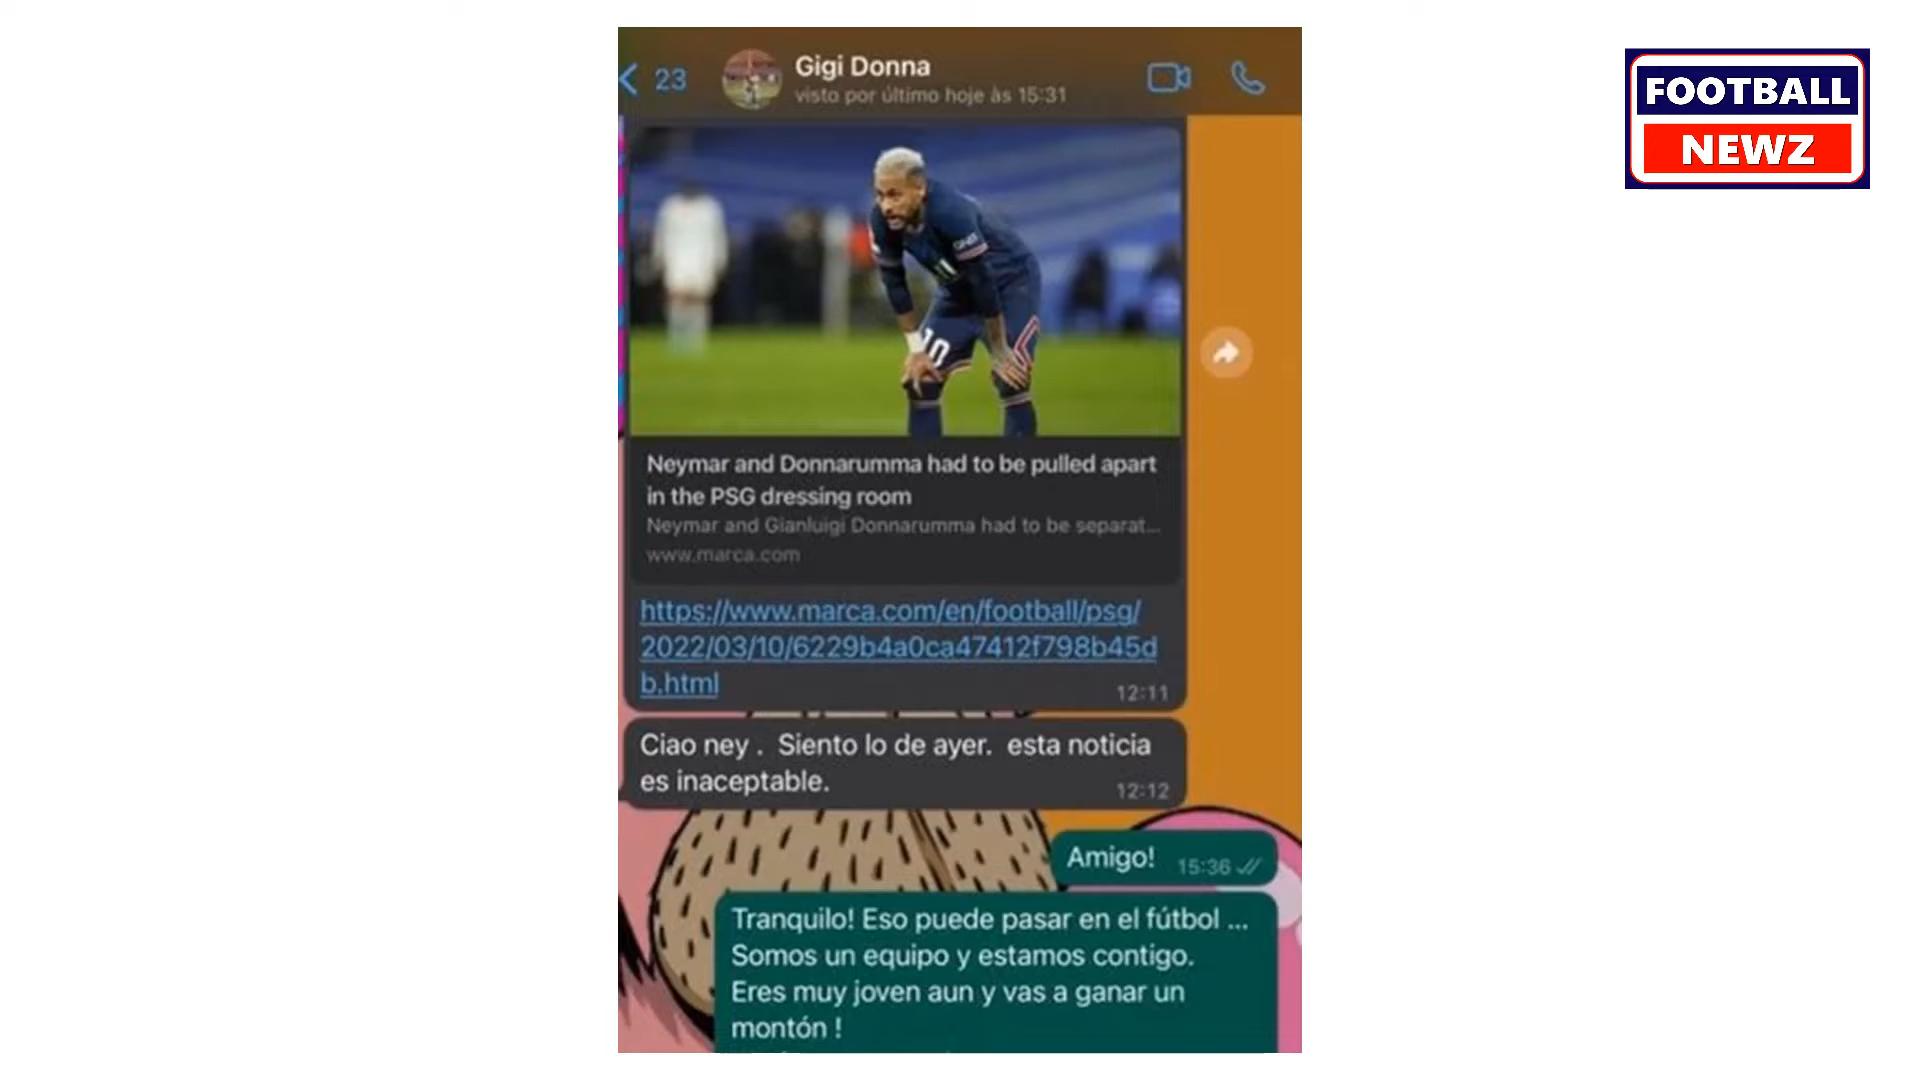 23
Gigi Donna
visto por último hoje às 15:31
FOOTBALL
NEWZ
10
Neymar and Donnarumma had to be pulled apart
in the PSG dressing room
Neymar and Gianluigi Donnarumma had to be separat...
www.marca.com
https://www.marca.com/en/football/psg/
2022/03/10/6229b4a0ca47412f798b45d
b.html
12:11
Ciao ney .  Siento lo de ayer.  esta noticia
es inaceptable.
12:12
Amigo!
15:36
Tranquilo! Eso puede pasar en el fútbol ...
Somos un equipo y estamos contigo.
Eres muy joven aun y vas a ganar un
montón !